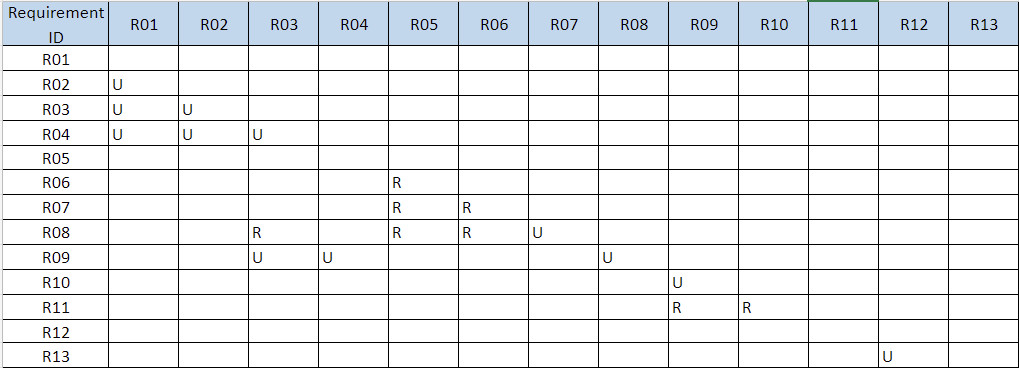 Requirement ID R01 R02 R03 R04 R05 R06 R07 R08 R09 R10 R11 R12 R13
R01
R02 U
R03 U U
R04 U U U
R05
R06 R
R07 R R
R08 R R R U
R09 U U U
R10 U
R11 R R
R12
R13 U